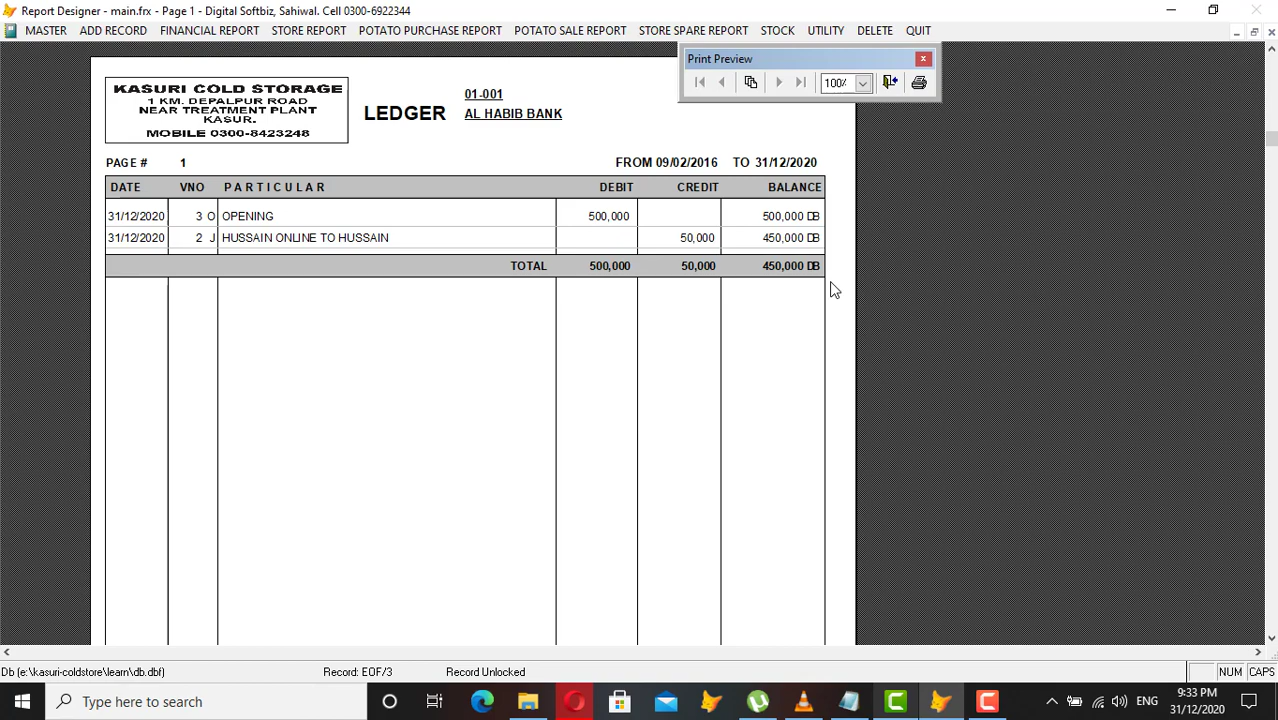 Report Designer - main.frx - Page 1 - Digital Softbiz, Sahiwal. Cell 0300-6922344
MASTER ADD RECORD FINANCIAL REPORT STORE REPORT POTATO PURCHASE REPORT POTATO SALE REPORT STORE SPARE REPORT STOCK UTILITY DELETE QUIT
Print Preview
100%
KASURI COLD STORAGE
1 KM. DEPALPUR ROAD
NEAR TREATMENT PLANT
KASUR.
MOBILE 0300-8423248
LEDGER
01-001
AL HABIB BANK
PAGE # 1 FROM 09/02/2016 TO 31/12/2020
DATE VNO PARTICULAR DEBIT CREDIT BALANCE
31/12/2020 3 O OPENING 500,000 500,000 DB
31/12/2020 2 J HUSSAIN ONLINE TO HUSSAIN 50,000 450,000 DB
TOTAL 500,000 50,000 450,000 DB
Db (e:\kasuri-coldstore\learn\db.dbf) Record: EOF/3 Record Unlocked NUM CAPS
Type here to search
ENG
9:33 PM
31/12/2020